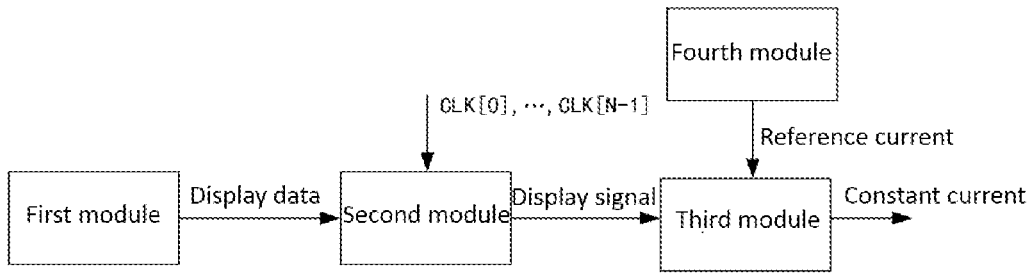 Fourth module
CLK[0], ···, CLK[N-1]
Reference current
First module
Display data
Second module
Display signal
Third module
Constant current